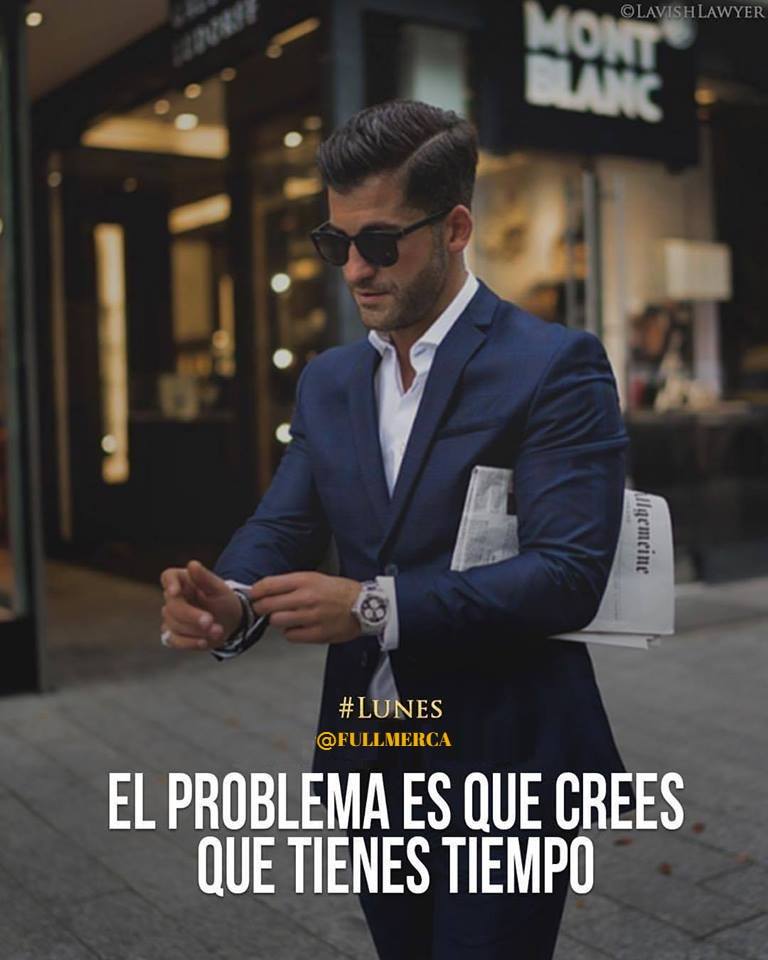 ©LavishLawyer
MONT
BLANC
Allgemeine
#Lunes
@FULLMERCA
EL PROBLEMA ES QUE CREES
QUE TIENES TIEMPO